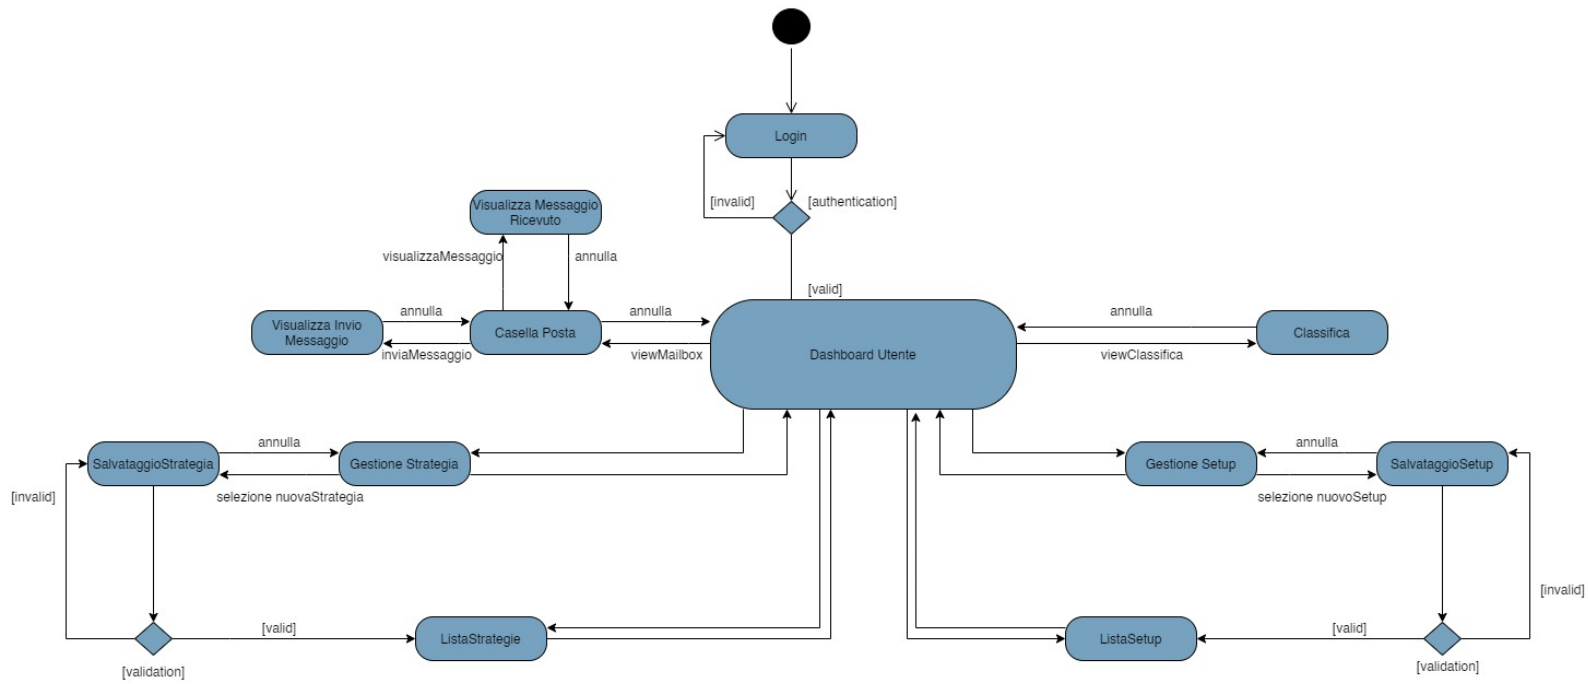 Login
[invalid]
[authentication]
Visualizza Messaggio
Ricevuto
visualizzaMessaggio
annulla
[valid]
annulla
annulla
annulla
Visualizza Invio
Messaggio
Casella Posta
Dashboard Utente
Classifica
inviaMessaggio
viewMailbox
viewClassifica
annulla
annulla
SalvataggioStrategia
Gestione Strategia
Gestione Setup
SalvataggioSetup
[invalid]
selezione nuovaStrategia
selezione nuovoSetup
[invalid]
[valid]
[valid]
ListaStrategie
ListaSetup
[validation]
[validation]